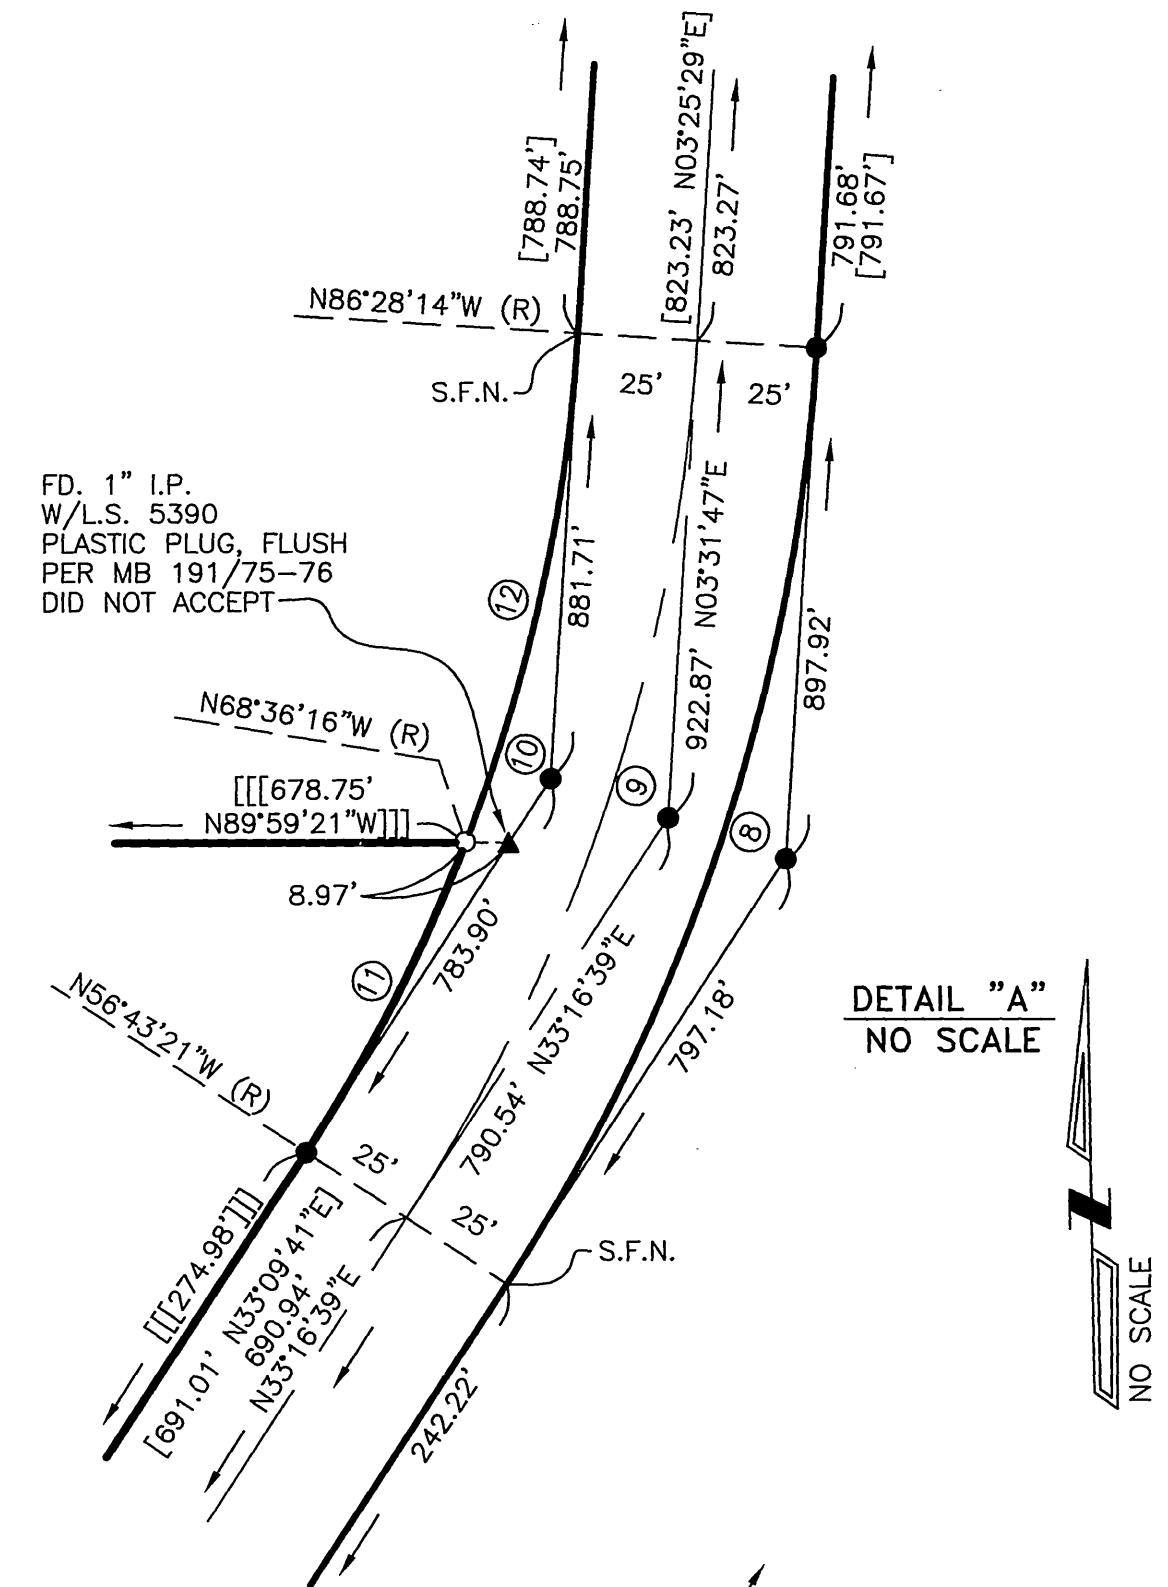 [788.74']
788.75'
[823.23' N03°25'29"E]
823.27'
791.68'
[791.67']
N86°28'14"W (R)
S.F.N.
25'
25'
FD. 1" I.P.
W/L.S. 5390
PLASTIC PLUG, FLUSH
PER MB 191/75-76
DID NOT ACCEPT
12
881.71'
922.87' N03°31'47"E
897.92'
N68°36'16"W (R)
10
9
8
[[[678.75'
N89°59'21"W]]]
8.97'
783.90'
11
N56°43'21"W (R)
790.54' N33°16'39"E
797.18'
DETAIL "A"
NO SCALE
25'
25'
S.F.N.
[[[274.98']]]
[691.01' N33°09'41"E]
690.94'
N33°16'39"E
242.22'
NO SCALE